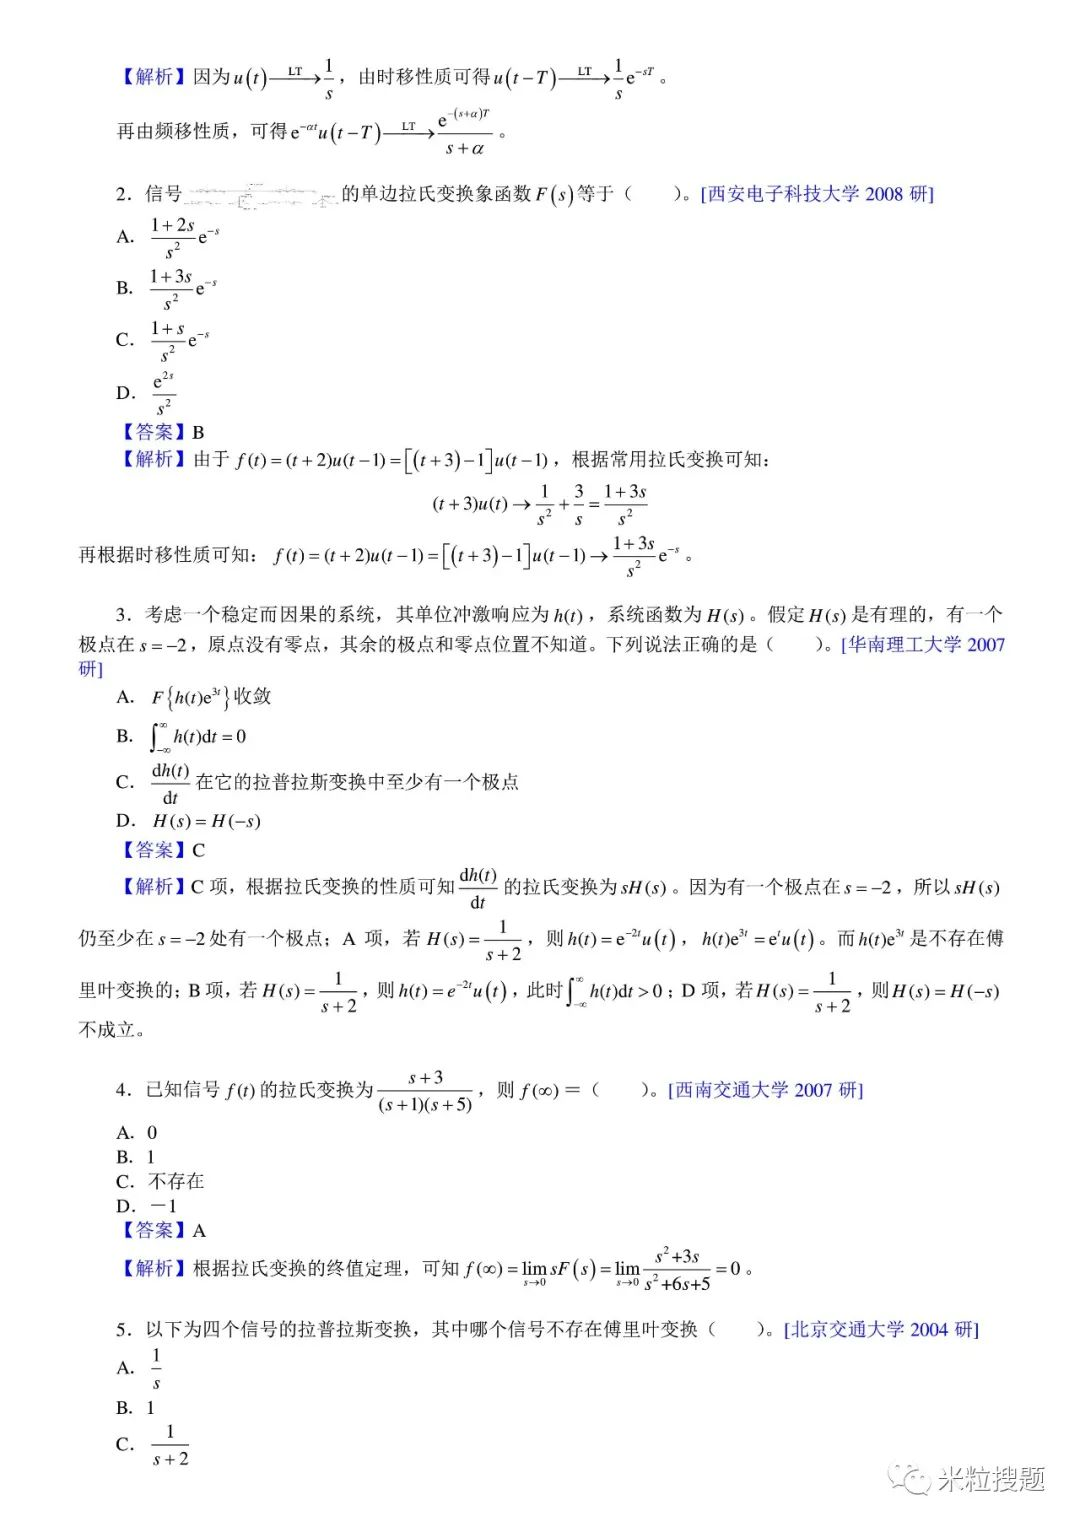 【解析】因为u(t)—LT→1/s，由时移性质可得u(t−T)—LT→(1/s)e^{-sT}。
再由频移性质，可得e^{-αt}u(t−T)—LT→e^{-(s+α)T}/(s+α)。
2．信号 的单边拉氏变换象函数F(s)等于（　　）。[西安电子科技大学 2008 研]
A．(1+2s)/s² e^{-s}
B．(1+3s)/s² e^{-s}
C．(1+s)/s² e^{-s}
D．e^{2s}/s²
【答案】B
【解析】由于 f(t)=(t+2)u(t−1)=[(t+3)−1]u(t−1)，根据常用拉氏变换可知：
(t+3)u(t)→1/s²+3/s=(1+3s)/s²
再根据时移性质可知：f(t)=(t+2)u(t−1)=[(t+3)−1]u(t−1)→(1+3s)/s² e^{-s}。
3．考虑一个稳定而因果的系统，其单位冲激响应为h(t)，系统函数为H(s)。假定H(s)是有理的，有一个
极点在s=−2，原点没有零点，其余的极点和零点位置不知道。下列说法正确的是（　　）。[华南理工大学 2007
研]
A．F{h(t)e^{3t}}收敛
B．∫_{-∞}^{∞}h(t)dt=0
C．dh(t)/dt 在它的拉普拉斯变换中至少有一个极点
D．H(s)=H(−s)
【答案】C
【解析】C 项，根据拉氏变换的性质可知 dh(t)/dt 的拉氏变换为sH(s)。因为有一个极点在s=−2，所以sH(s)
仍至少在s=−2处有一个极点；A 项，若 H(s)=1/(s+2)，则h(t)=e^{-2t}u(t)，h(t)e^{3t}=e^{t}u(t)。而h(t)e^{3t}是不存在傅
里叶变换的；B 项，若H(s)=1/(s+2)，则h(t)=e^{-2t}u(t)，此时∫_{-∞}^{∞}h(t)dt>0；D 项，若H(s)=1/(s+2)，则H(s)=H(−s)
不成立。
4．已知信号 f(t) 的拉氏变换为(s+3)/((s+1)(s+5))，则 f(∞)＝（　　）。[西南交通大学 2007 研]
A．0
B．1
C．不存在
D．－1
【答案】A
【解析】根据拉氏变换的终值定理，可知 f(∞)=lim_{s→0} sF(s)=lim_{s→0} (s²+3s)/(s²+6s+5)=0。
5．以下为四个信号的拉普拉斯变换，其中哪个信号不存在傅里叶变换（　　）。[北京交通大学 2004 研]
A．1/s
B．1
C．1/(s+2)
米粒搜题